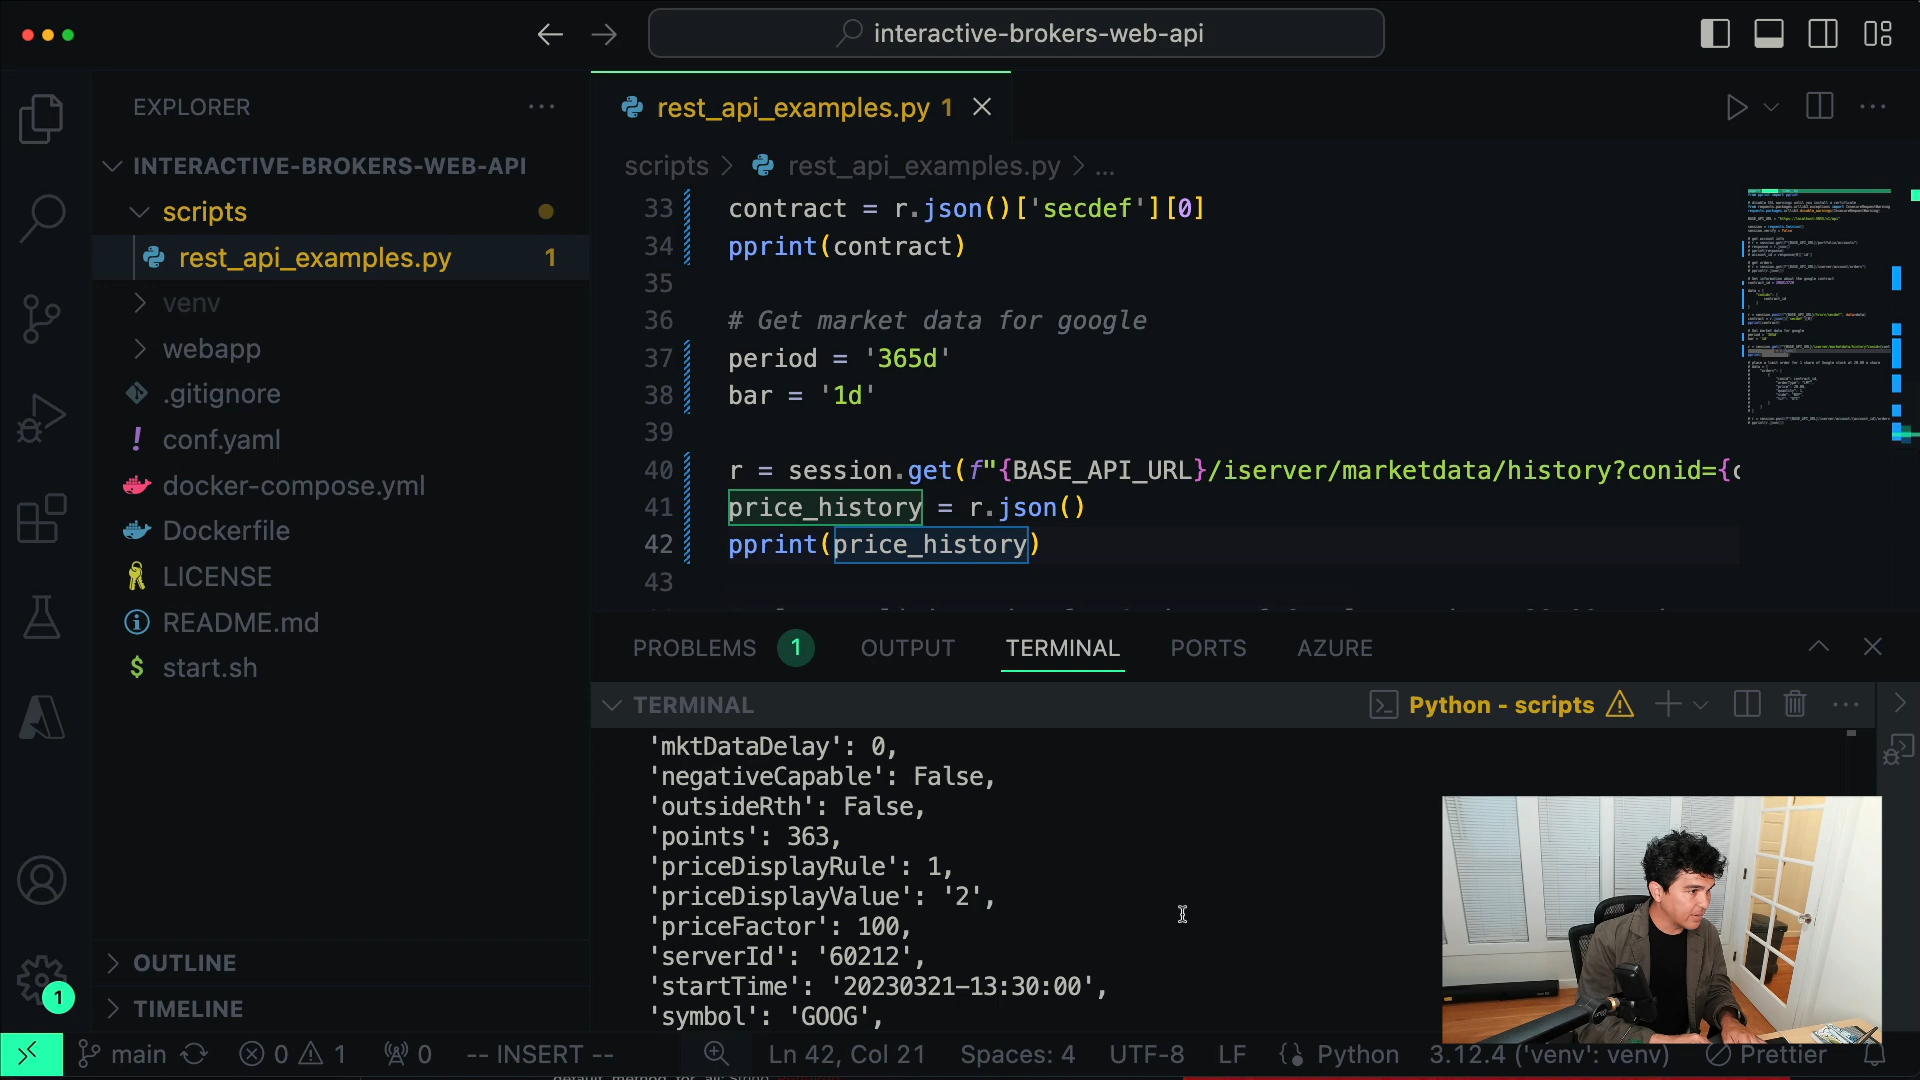 interactive-brokers-web-api
EXPLORER
INTERACTIVE-BROKERS-WEB-API
scripts
rest_api_examples.py 1
venv
webapp
.gitignore
conf.yaml
docker-compose.yml
Dockerfile
LICENSE
README.md
start.sh
OUTLINE
TIMELINE
1
rest_api_examples.py 1
scripts > rest_api_examples.py > ...
33 contract = r.json()['secdef'][0]
34 pprint(contract)
35
36 # Get market data for google
37 period = '365d'
38 bar = '1d'
39
40 r = session.get(f"{BASE_API_URL}/iserver/marketdata/history?conid={c
41 price_history = r.json()
42 pprint(price_history)
43
PROBLEMS 1 OUTPUT TERMINAL PORTS AZURE
TERMINAL
Python - scripts
'mktDataDelay': 0,
'negativeCapable': False,
'outsideRth': False,
'points': 363,
'priceDisplayRule': 1,
'priceDisplayValue': '2',
'priceFactor': 100,
'serverId': '60212',
'startTime': '20230321-13:30:00',
'symbol': 'GOOG',
main 0 1 0 -- INSERT -- Ln 42, Col 21 Spaces: 4 UTF-8 LF Python 3.12.4 ('venv': venv) Prettier